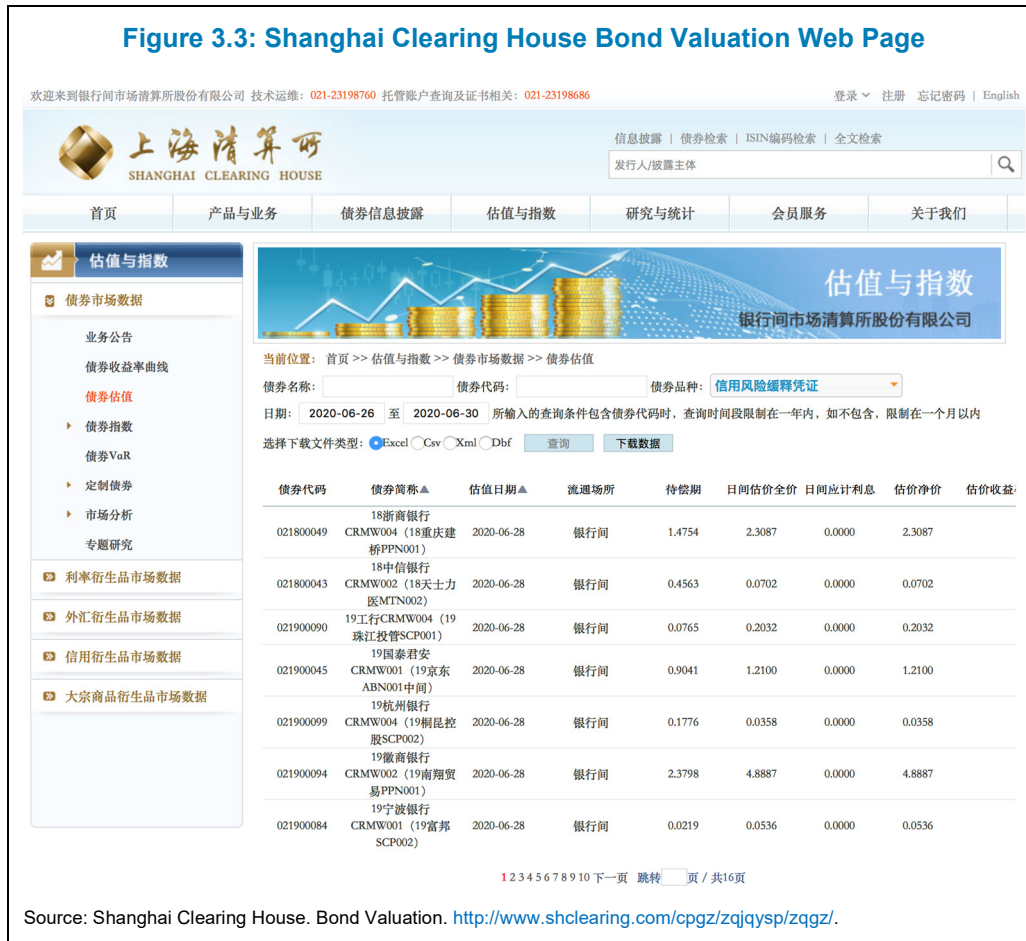 Figure 3.3: Shanghai Clearing House Bond Valuation Web Page
欢迎来到银行间市场清算所股份有限公司 技术运维：021-23198760 托管账户查询及证书相关：021-23198686 登录 注册 忘记密码 | English
上海清算所
SHANGHAI CLEARING HOUSE
信息披露 | 债券检索 | ISIN编码检索 | 全文检索
发行人/披露主体
首页 产品与业务 债券信息披露 估值与指数 研究与统计 会员服务 关于我们
估值与指数
债券市场数据
业务公告
债券收益率曲线
债券估值
债券指数
债券VaR
定制债券
市场分析
专题研究
利率衍生品市场数据
外汇衍生品市场数据
信用衍生品市场数据
大宗商品衍生品市场数据
估值与指数
银行间市场清算所股份有限公司
当前位置： 首页 >> 估值与指数 >> 债券市场数据 >> 债券估值
债券名称： 债券代码： 债券品种： 信用风险缓释凭证
日期： 2020-06-26 至 2020-06-30 所输入的查询条件包含债券代码时，查询时间段限制在一年内，如不包含，限制在一个月以内
选择下载文件类型： Excel Csv Xml Dbf 查询 下载数据
债券代码 债券简称▲ 估值日期▲ 流通场所 待偿期 日间估价全价 日间应计利息 估价净价 估价收益
18浙商银行
021800049 CRMW004（18重庆建 2020-06-28 银行间 1.4754 2.3087 0.0000 2.3087
桥PPN001）
18中信银行
021800043 CRMW002（18天士力 2020-06-28 银行间 0.4563 0.0702 0.0000 0.0702
医MTN002）
19工行CRMW004（19
021900090 2020-06-28 银行间 0.0765 0.2032 0.0000 0.2032
珠江投管SCP001）
19国泰君安
021900045 CRMW001（19京东 2020-06-28 银行间 0.9041 1.2100 0.0000 1.2100
ABN001中间）
19杭州银行
021900099 CRMW004（19桐昆控 2020-06-28 银行间 0.1776 0.0358 0.0000 0.0358
股SCP002）
19徽商银行
021900094 CRMW002（19南翔贸 2020-06-28 银行间 2.3798 4.8887 0.0000 4.8887
易PPN001）
19宁波银行
021900084 CRMW001（19富邦 2020-06-28 银行间 0.0219 0.0536 0.0000 0.0536
SCP002）
1 2 3 4 5 6 7 8 9 10 下一页 跳转 页 / 共16页
Source: Shanghai Clearing House. Bond Valuation. http://www.shclearing.com/cpgz/zqjqysp/zqgz/.